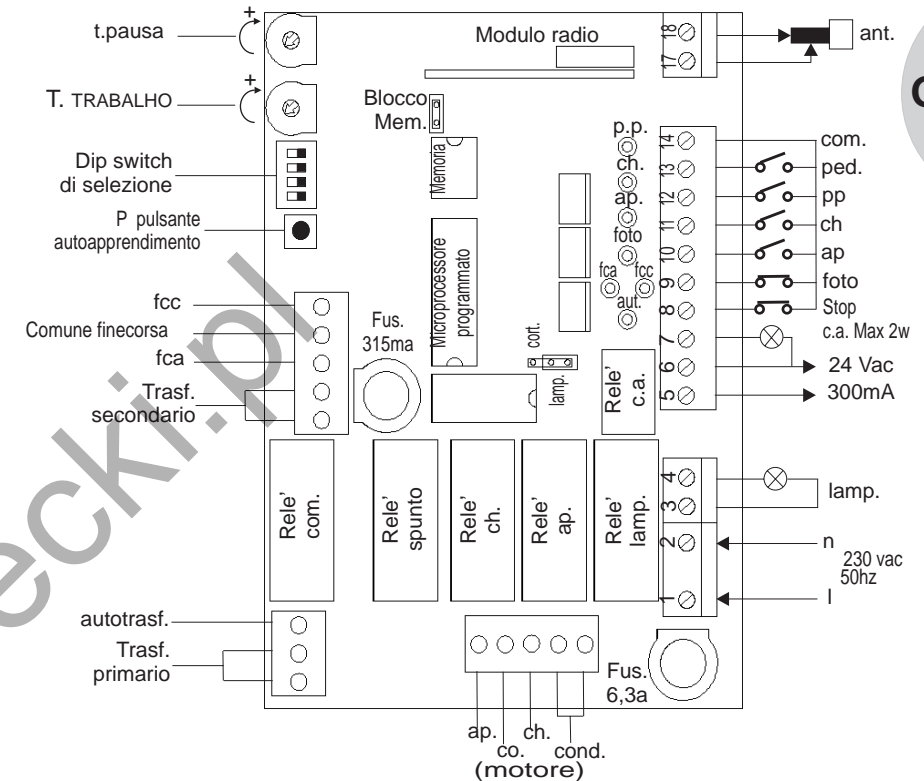 t.pausa
T. TRABALHO
Dip switch
di selezione
P pulsante
autoapprendimento
fcc
Comune finecorsa
fca
Trasf.
secondario
autotrasf.
Trasf.
primario
Modulo radio
Blocco
Mem.
Memoria
Microprocessore
programmato
Fus.
315ma
cort.
lamp.
p.p.
ch.
ap.
foto
fca
fcc
aut.
Rele'
c.a.
Rele'
com.
Rele'
spunto
Rele'
ch.
Rele'
ap.
Rele'
lamp.
18
17
14
13
12
11
10
9
8
7
6
5
4
3
2
1
ant.
com.
ped.
pp
ch
ap
foto
Stop
c.a. Max 2w
24 Vac
300mA
lamp.
n
230 vac
50hz
l
Fus.
6,3a
ap.
co.
ch.
cond.
(motore)
ecki.pl